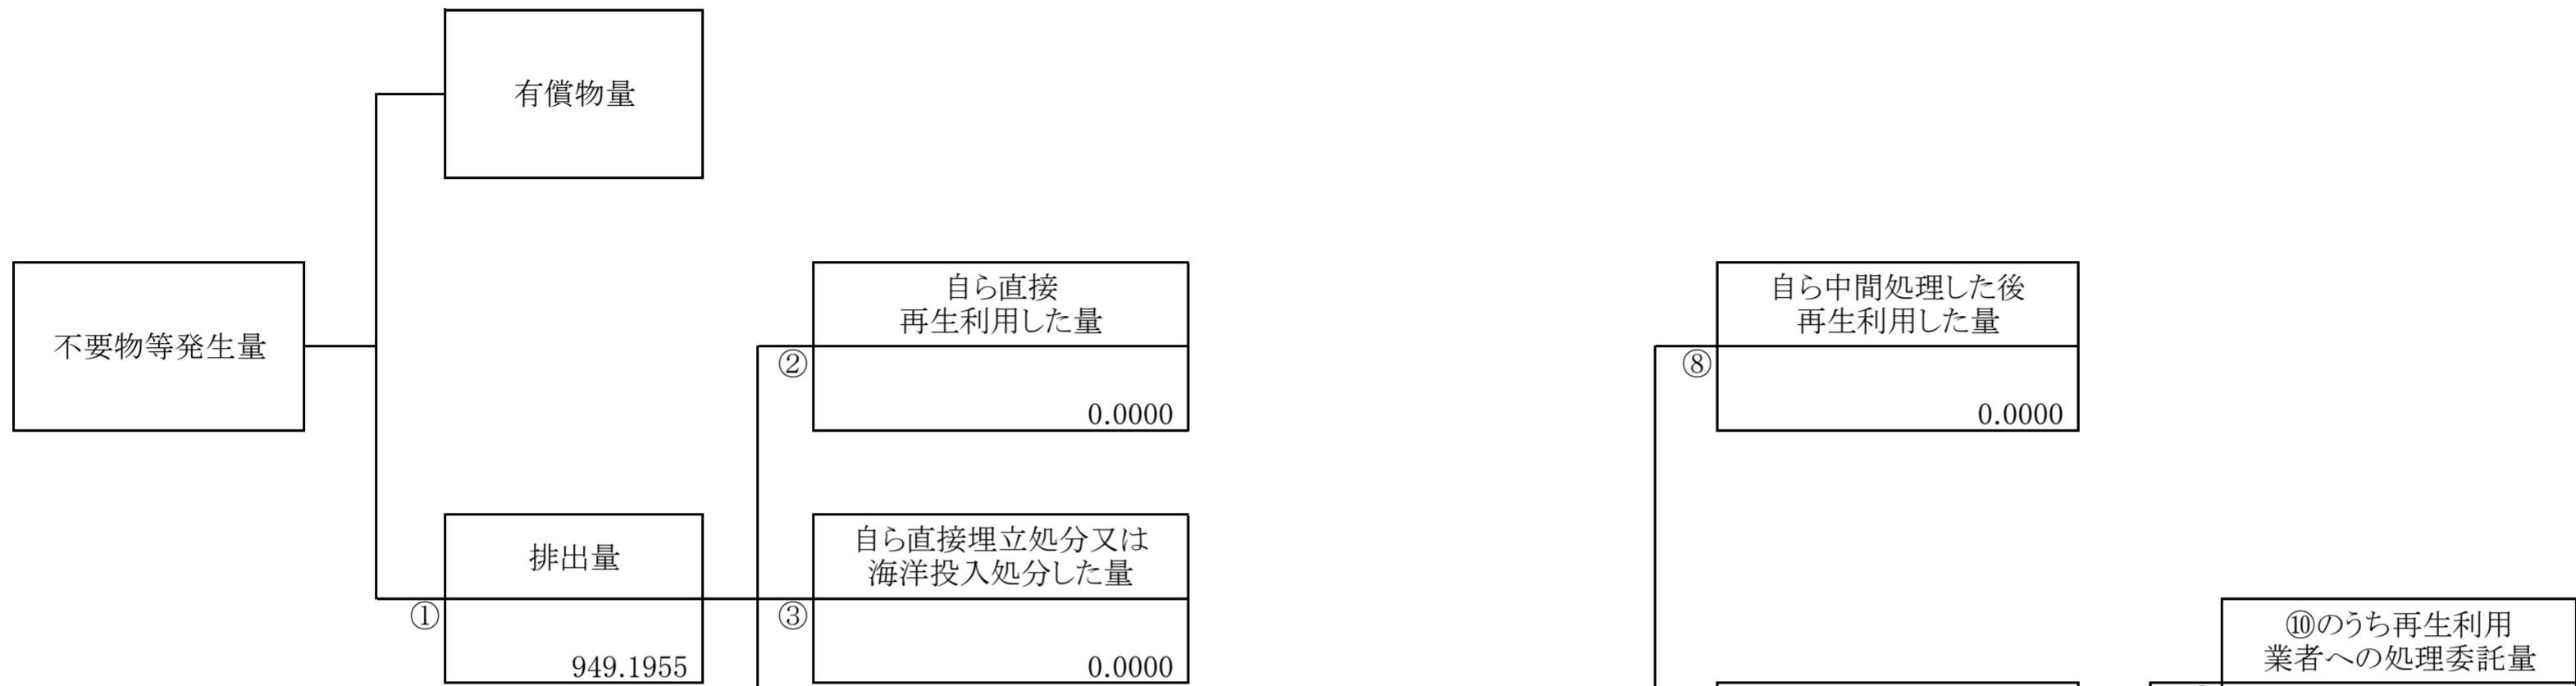 有償物量
不要物等発生量
自ら直接
再生利用した量
②
0.0000
自ら中間処理した後
再生利用した量
⑧
0.0000
排出量
①
949.1955
自ら直接埋立処分又は
海洋投入処分した量
③
0.0000
⑩のうち再生利用
業者への処理委託量